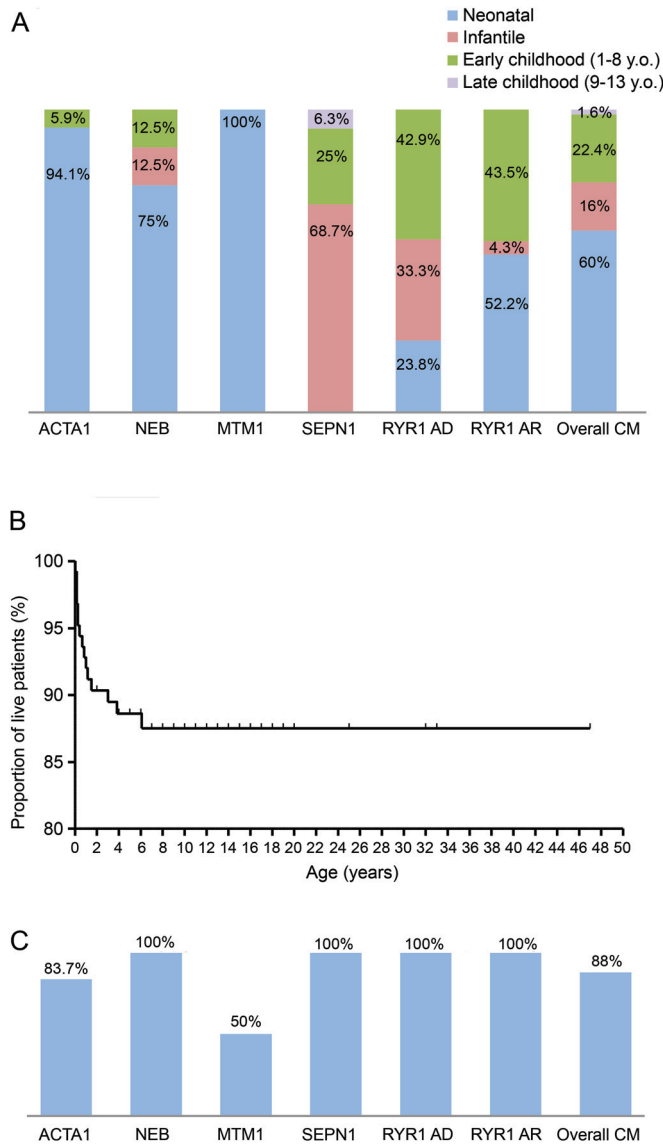 A
Neonatal
Infantile
Early childhood (1-8 y.o.)
Late childhood (9-13 y.o.)
5.9%
94.1%
12.5%
12.5%
75%
100%
6.3%
25%
68.7%
42.9%
33.3%
23.8%
43.5%
4.3%
52.2%
1.6%
22.4%
16%
60%
ACTA1 NEB MTM1 SEPN1 RYR1 AD RYR1 AR Overall CM
B
Proportion of live patients (%)
100
95
90
85
80
0 2 4 6 8 10 12 14 16 18 20 22 24 26 28 30 32 34 36 38 40 42 44 46 48 50
Age (years)
C
83.7% 100% 50% 100% 100% 100% 88%
ACTA1 NEB MTM1 SEPN1 RYR1 AD RYR1 AR Overall CM